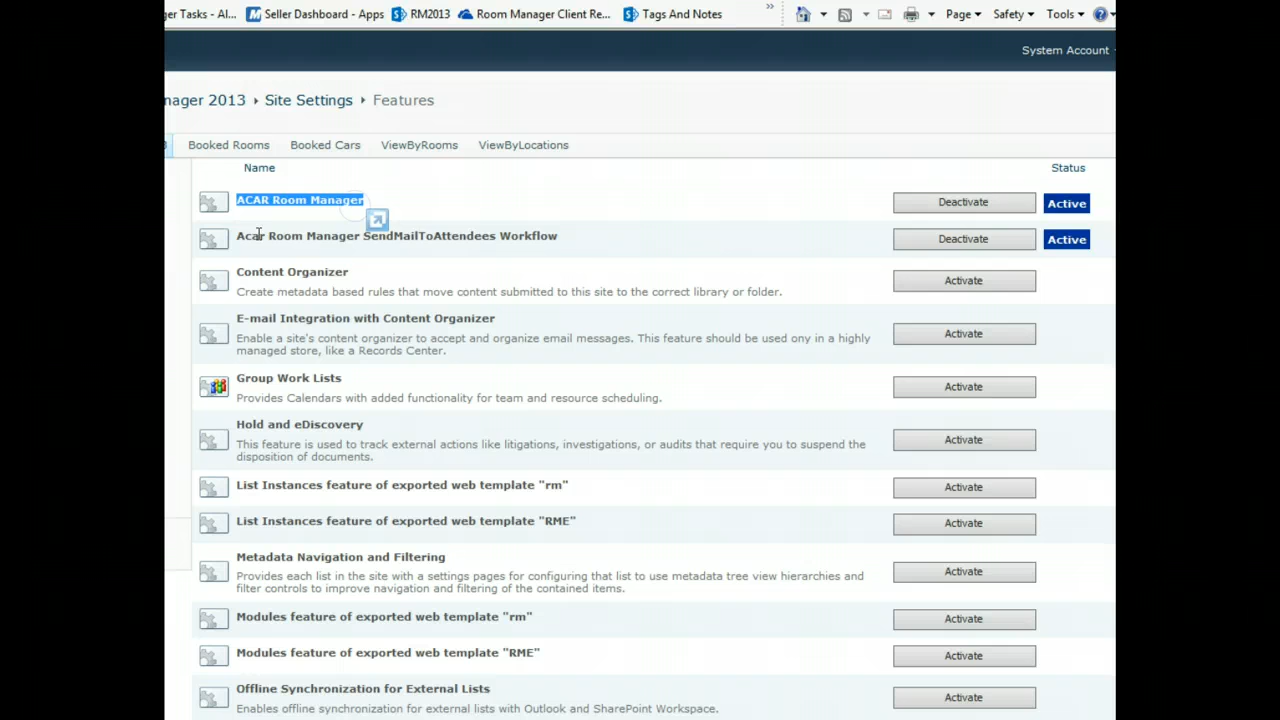 ger Tasks - Al... Seller Dashboard - Apps RM2013 Room Manager Client Re... Tags And Notes » Page Safety Tools
System Account
nager 2013 Site Settings Features
3 Booked Rooms Booked Cars ViewByRooms ViewByLocations
Name Status
ACAR Room Manager Deactivate Active
Acar Room Manager SendMailToAttendees Workflow Deactivate Active
Content Organizer
Create metadata based rules that move content submitted to this site to the correct library or folder.
Activate
E-mail Integration with Content Organizer
Enable a site's content organizer to accept and organize email messages. This feature should be used ony in a highly
managed store, like a Records Center.
Activate
Group Work Lists
Provides Calendars with added functionality for team and resource scheduling.
Activate
Hold and eDiscovery
This feature is used to track external actions like litigations, investigations, or audits that require you to suspend the
disposition of documents.
Activate
List Instances feature of exported web template "rm" Activate
List Instances feature of exported web template "RME" Activate
Metadata Navigation and Filtering
Provides each list in the site with a settings pages for configuring that list to use metadata tree view hierarchies and
filter controls to improve navigation and filtering of the contained items.
Activate
Modules feature of exported web template "rm" Activate
Modules feature of exported web template "RME" Activate
Offline Synchronization for External Lists
Enables offline synchronization for external lists with Outlook and SharePoint Workspace.
Activate